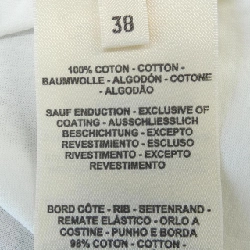 38
100% COTON - COTTON -
BAUMWOLLE - ALGODÓN - COTONE
- ALGODÃO
SAUF ENDUCTION - EXCLUSIVE OF
COATING - AUSSCHLIESSLICH
BESCHICHTUNG - EXCEPTO
REVESTIMIENTO - ESCLUSO
RIVESTIMENTO - EXCEPTO
REVESTIMENTO
BORD CÔTE - RIB - SEITENRAND -
REMATE ELÁSTICO - ORLO A
COSTINE - PUNHO E BORDA
98% COTON - COTTON -